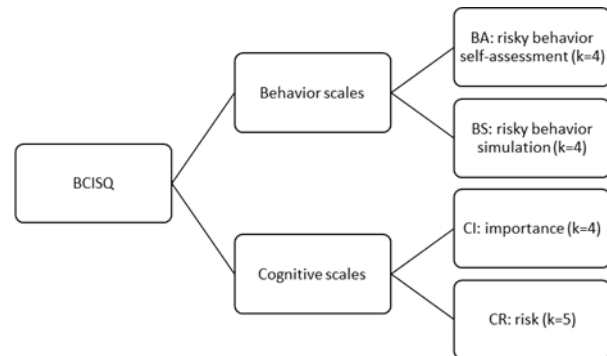 BCISQ
Behavior scales
Cognitive scales
BA: risky behavior
self-assessment (k=4)
BS: risky behavior
simulation (k=4)
CI: importance (k=4)
CR: risk (k=5)